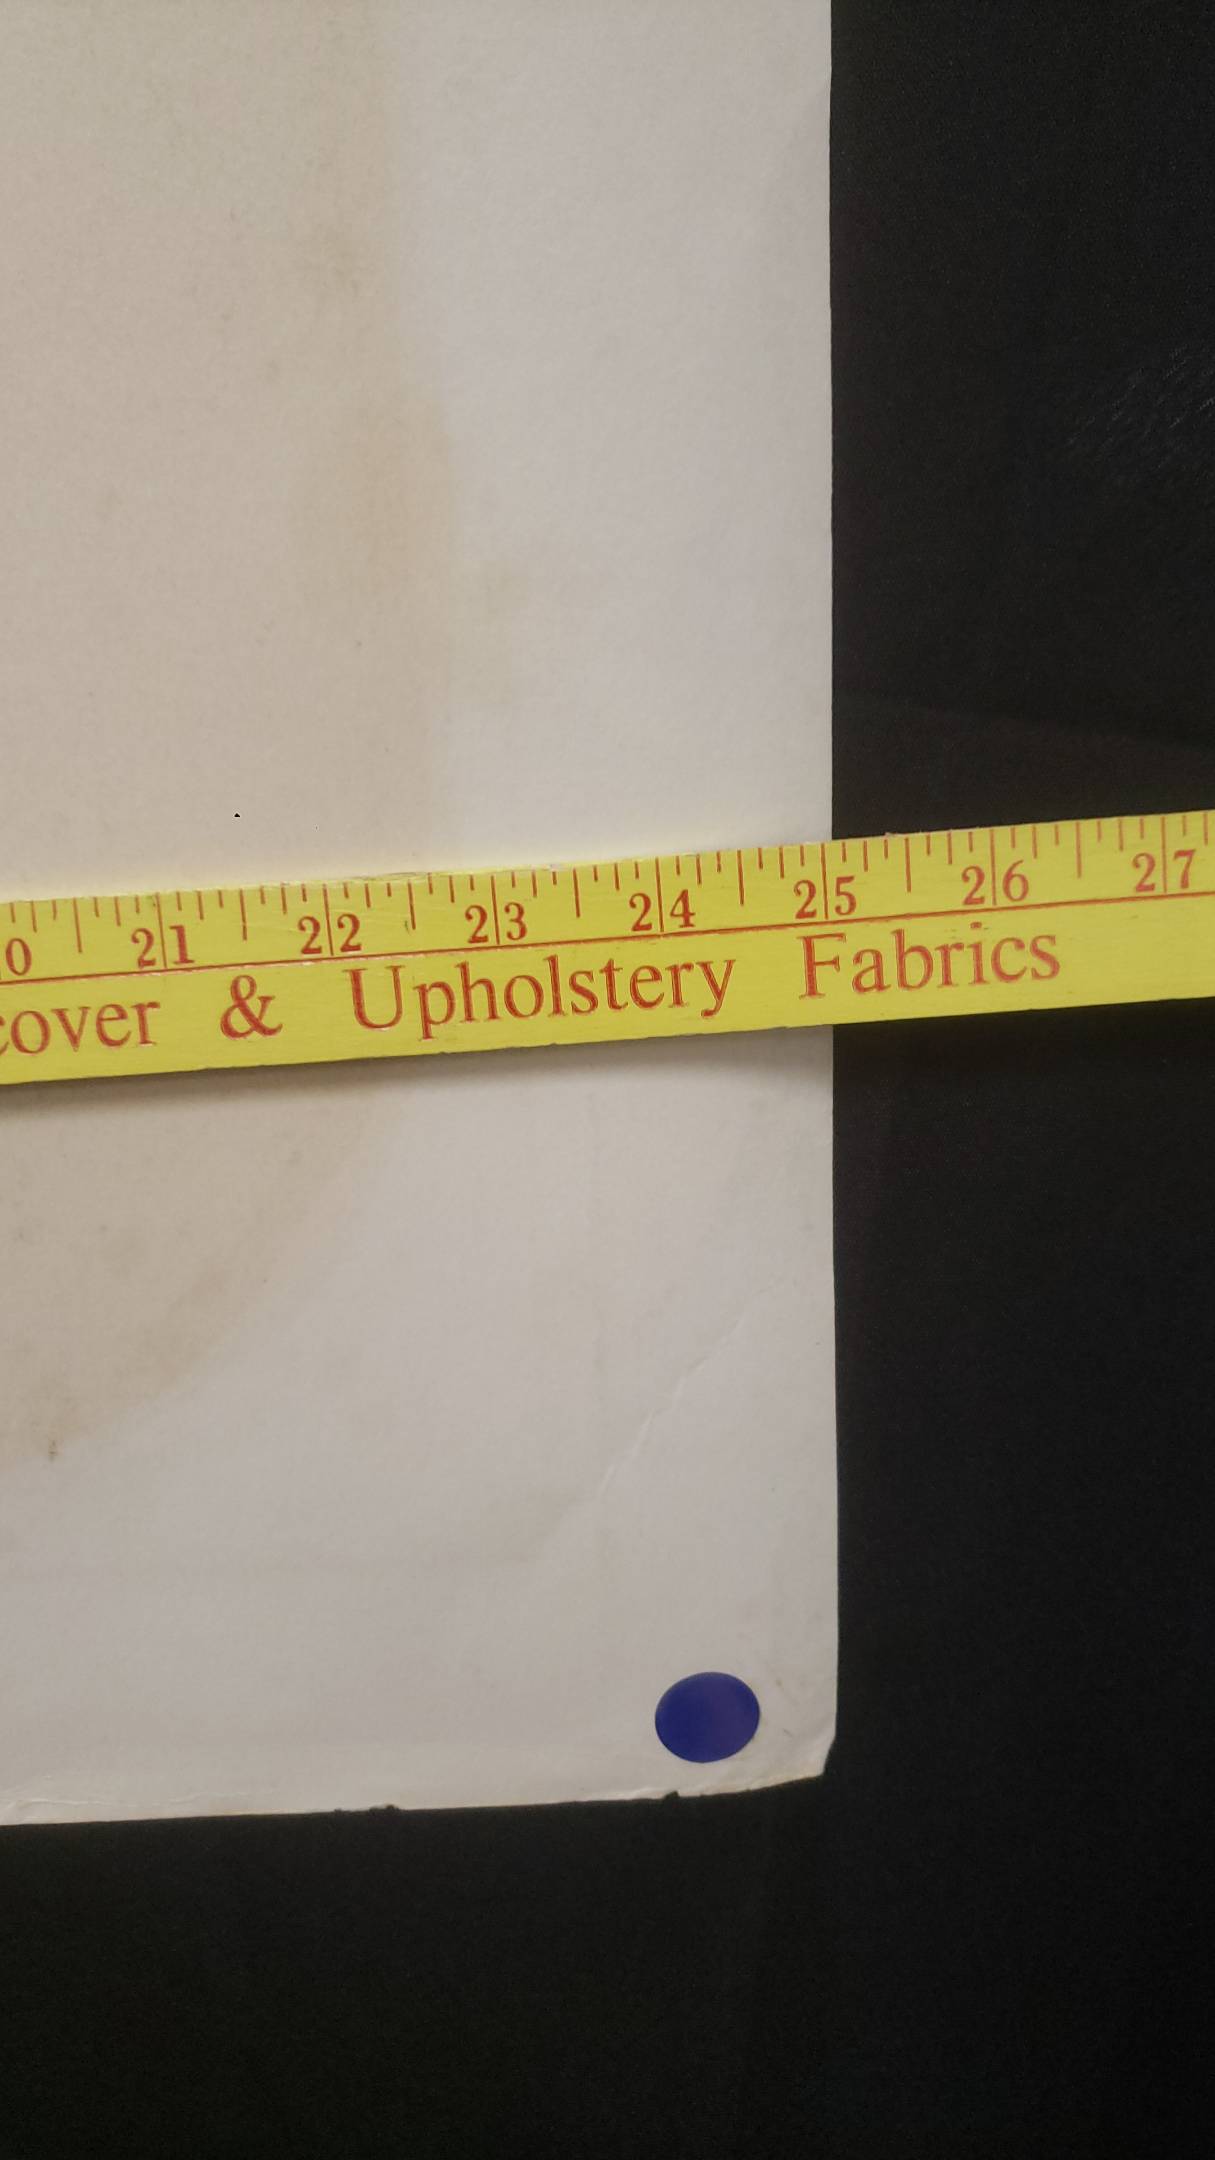 0 21 22 23 24 25 26 27
cover & Upholstery Fabrics